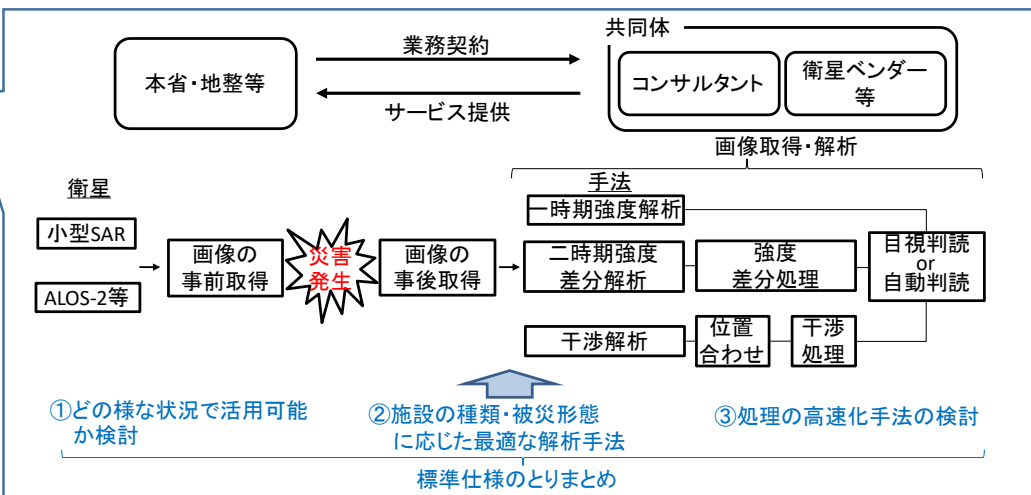 共同体
業務契約
本省・地整等
コンサルタント
衛星ベンダー
等
サービス提供
画像取得・解析
衛星
手法
小型SAR
ALOS-2等
画像の
事前取得
災害
発生
画像の
事後取得
一時期強度解析
二時期強度
差分解析
強度
差分処理
目視判読
or
自動判読
干渉解析
位置
合わせ
干渉
処理
①どの様な状況で活用可能
か検討
②施設の種類・被災形態
に応じた最適な解析手法
③処理の高速化手法の検討
標準仕様のとりまとめ